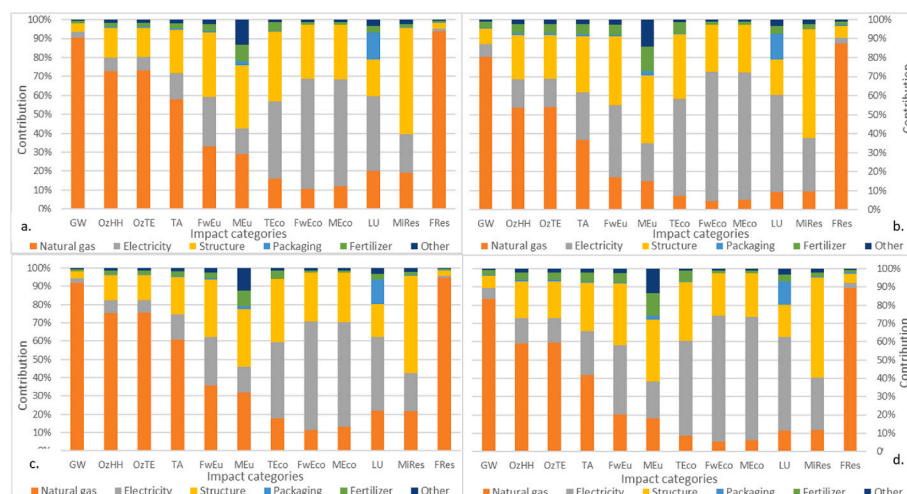 100% 100%
90% 90%
80% 80%
70% 70%
60% 60%
50% 50%
40% 40%
30% 30%
20% 20%
10% 10%
0% 0%
Contribution Contribution
a. b.
GW OzHH OzTE TA FwEu MEu TEco FwEco MEco LU MiRes FRes GW OzHH OzTE TA FwEu MEu TEco FwEco MEco LU MiRes FRes
Impact categories Impact categories
Natural gas Electricity Structure Packaging Fertilizer Other Natural gas Electricity Structure Packaging Fertilizer Other
100% 100%
90% 90%
80% 80%
70% 70%
60% 60%
50% 50%
40% 40%
30% 30%
20% 20%
10% 10%
0% 0%
Contribution Contribution
c. d.
GW OzHH OzTE TA FwEu MEu TEco FwEco MEco LU MiRes FRes GW OzHH OzTE TA FwEu MEu TEco FwEco MEco LU MiRes FRes
Impact categories Impact categories
Natural gas Electricity Structure Packaging Fertilizer Other Natural gas Electricity Structure Packaging Fertilizer Other